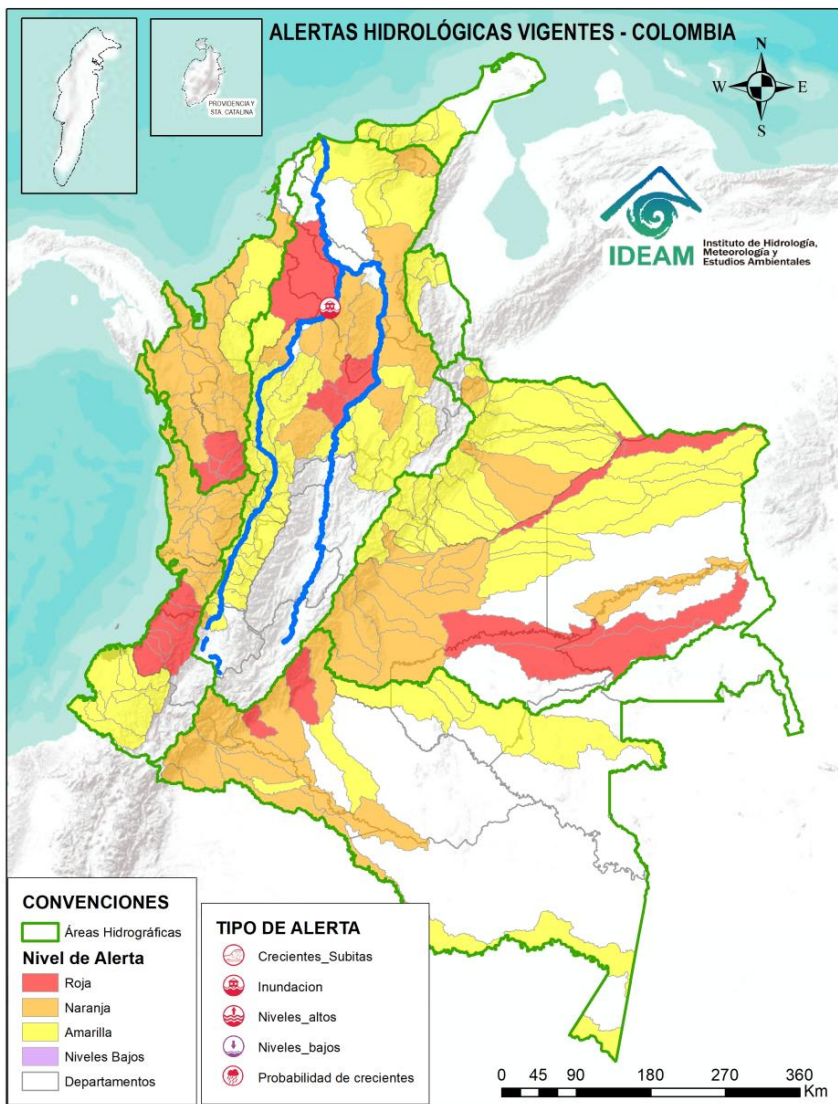 ALERTAS HIDROLÓGICAS VIGENTES - COLOMBIA
PROVIDENCIA Y
STA. CATALINA
N
W
E
S
IDEAM
Instituto de Hidrología,
Meteorología y
Estudios Ambientales
CONVENCIONES
Áreas Hidrográficas
Nivel de Alerta
Roja
Naranja
Amarilla
Niveles Bajos
Departamentos
TIPO DE ALERTA
Crecientes_Subitas
Inundacion
Niveles_altos
Niveles_bajos
Probabilidad de crecientes
0 45 90 180 270 360
Km